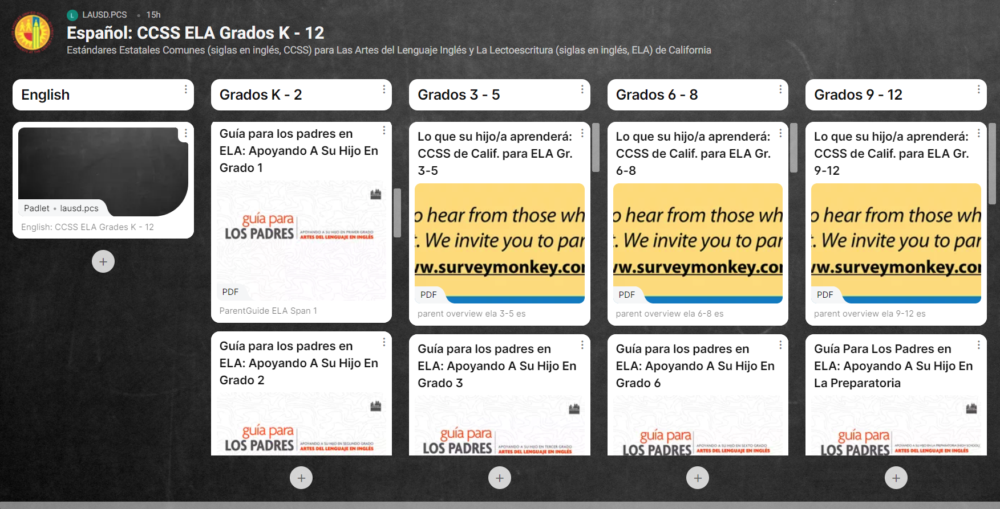 L LAUSD.PCS • 15h
Español: CCSS ELA Grados K - 12
Estándares Estatales Comunes (siglas en inglés, CCSS) para Las Artes del Lenguaje Inglés y La Lectoescritura (siglas en inglés, ELA) de California
English
Padlet • lausd.pcs
English: CCSS ELA Grades K - 12
Grados K - 2
Guía para los padres en
ELA: Apoyando A Su Hijo En
Grado 1
guía para
LOS PADRES
APOYANDO A SU HIJO EN PRIMER GRADO
ARTES DEL LENGUAJE EN INGLÉS
PDF
ParentGuide ELA Span 1
Guía para los padres en
ELA: Apoyando A Su Hijo En
Grado 2
guía para
LOS PADRES
APOYANDO A SU HIJO EN SEGUNDO GRADO
ARTES DEL LENGUAJE EN INGLÉS
Grados 3 - 5
Lo que su hijo/a aprenderá:
CCSS de Calif. para ELA Gr.
3-5
o hear from those wh
. We invite you to par
w.surveymonkey.co
PDF
parent overview ela 3-5 es
Guía para los padres en
ELA: Apoyando A Su Hijo En
Grado 3
guía para
LOS PADRES
APOYANDO A SU HIJO EN TERCER GRADO
ARTES DEL LENGUAJE EN INGLÉS
Grados 6 - 8
Lo que su hijo/a aprenderá:
CCSS de Calif. para ELA Gr.
6-8
o hear from those wh
. We invite you to par
w.surveymonkey.co
PDF
parent overview ela 6-8 es
Guía para los padres en
ELA: Apoyando A Su Hijo En
Grado 6
guía para
LOS PADRES
APOYANDO A SU HIJO EN SEXTO GRADO
ARTES DEL LENGUAJE EN INGLÉS
Grados 9 - 12
Lo que su hijo/a aprenderá:
CCSS de Calif. para ELA Gr.
9-12
o hear from those wh
. We invite you to par
w.surveymonkey.co
PDF
parent overview ela 9-12 es
Guía Para Los Padres en
ELA: Apoyando A Su Hijo En
La Preparatoria
guía para
LOS PADRES
APOYANDO A SU HIJO EN LA PREPARATORIA (HIGH SCHOOL)
ARTES DEL LENGUAJE EN INGLÉS